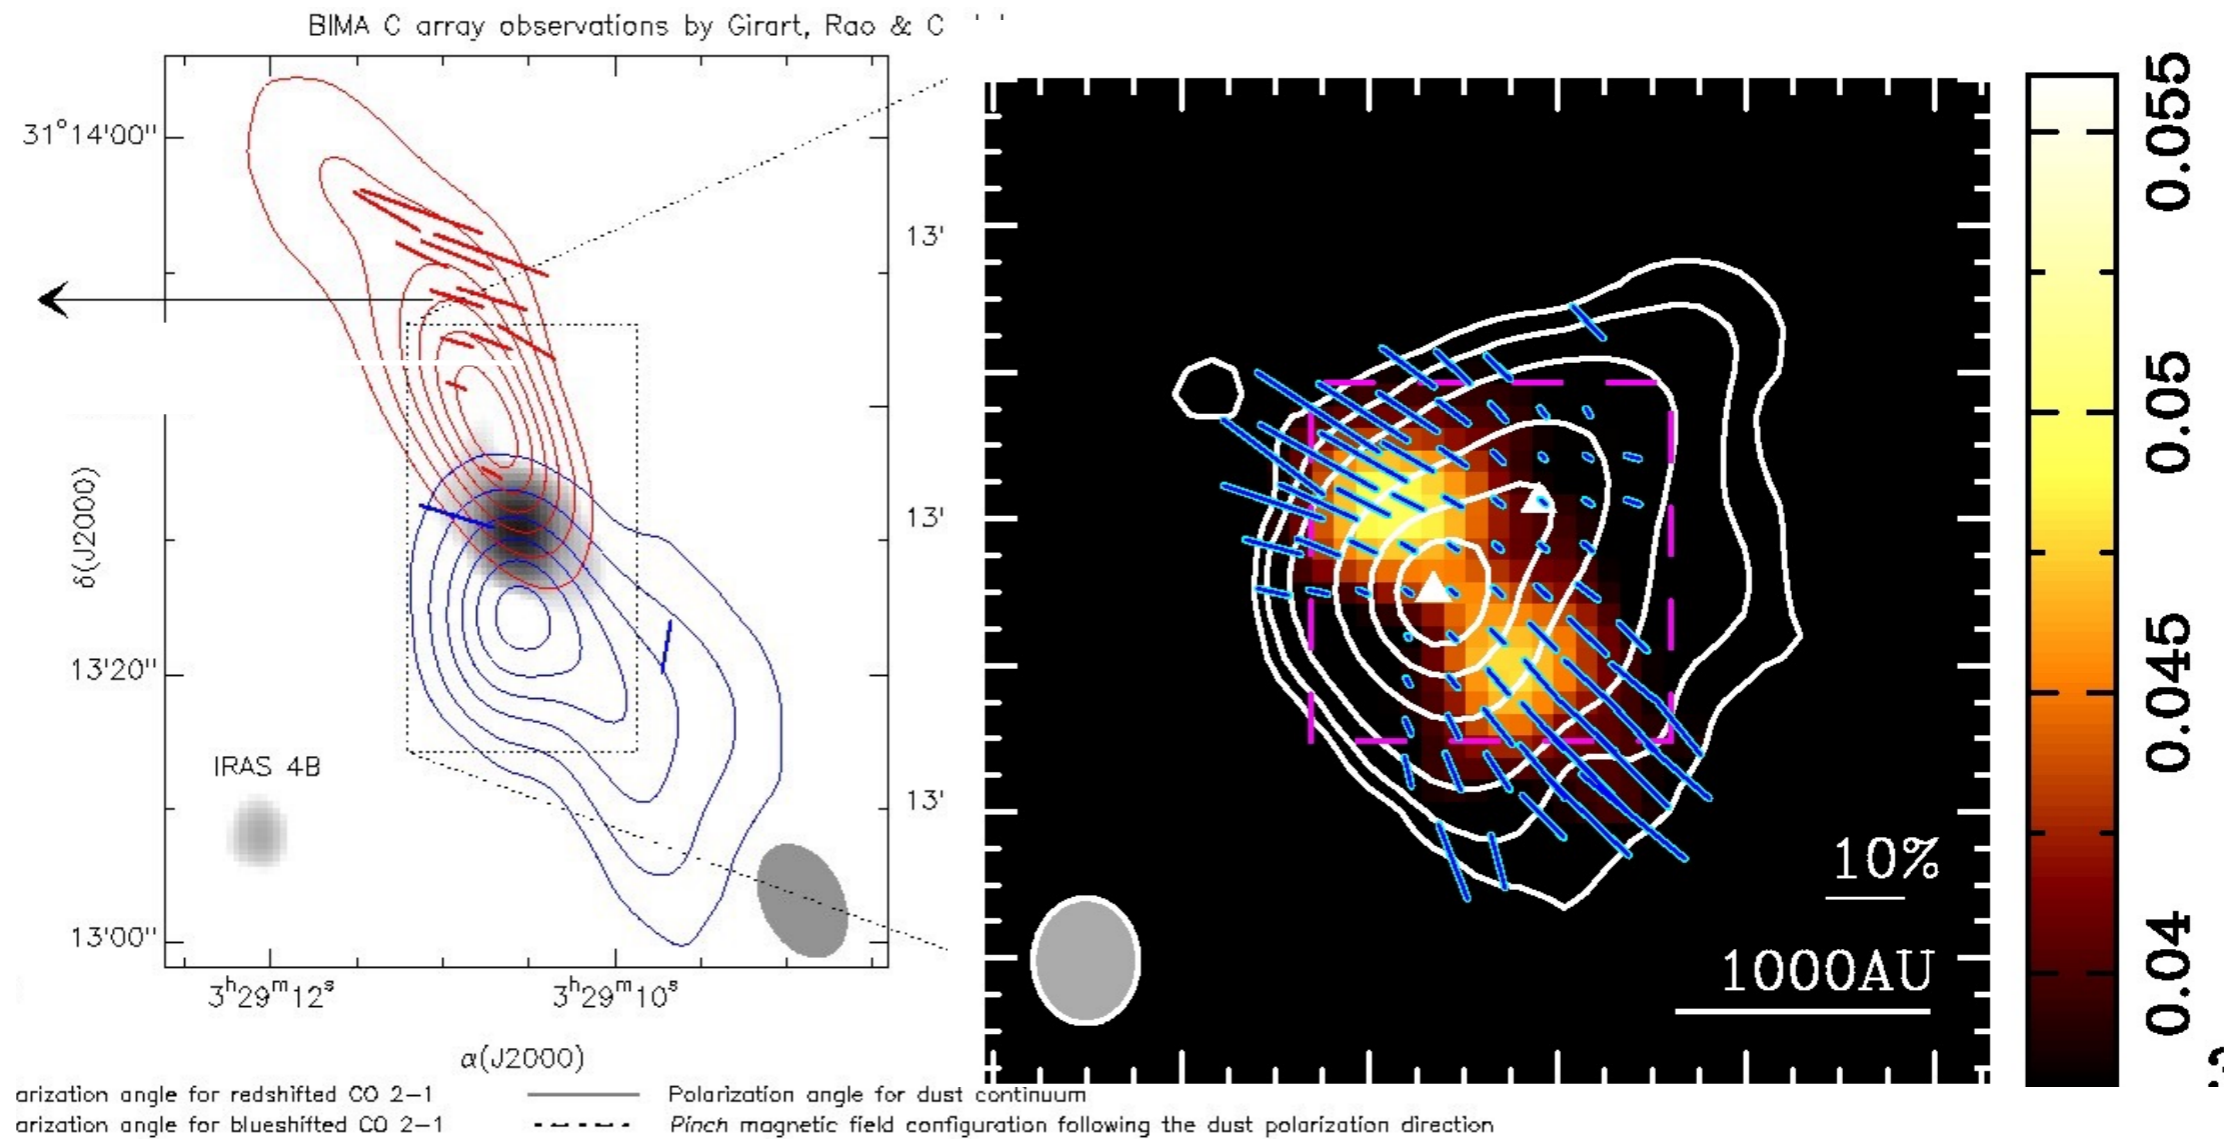 BIMA C array observations by Girart, Rao & C
31°14'00"
13'
13'
δ(J2000)
13'20"
IRAS 4B
13'
13'00"
3h29m12s
3h29m10s
α(J2000)
10%
1000AU
0.055
0.05
0.045
0.04
arization angle for redshifted CO 2-1
Polarization angle for dust continuum
arization angle for blueshifted CO 2-1
Pinch magnetic field configuration following the dust polarization direction